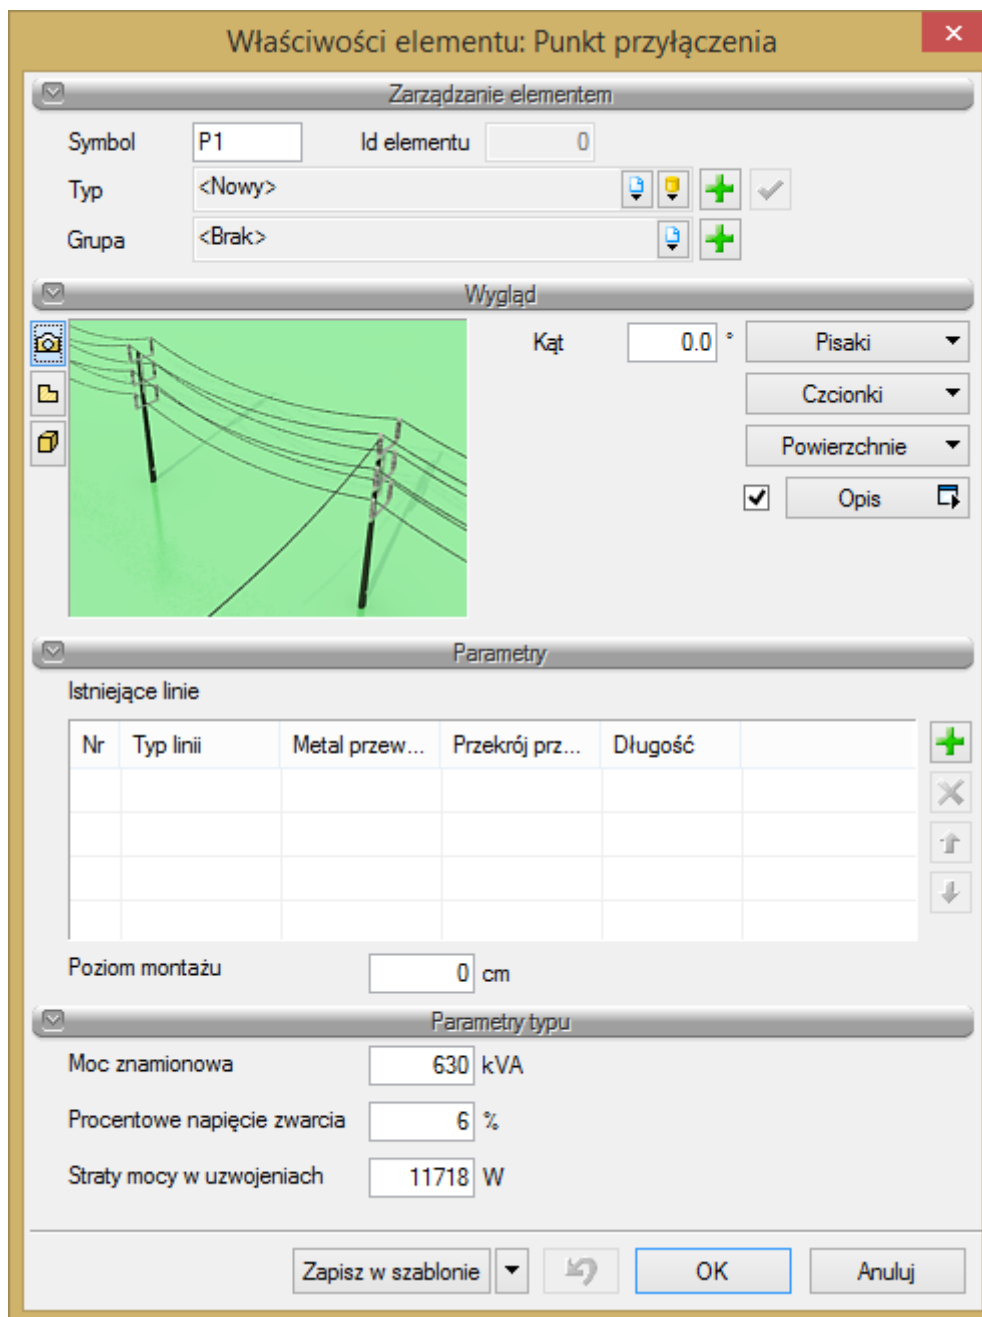 Właściwości elementu: Punkt przyłączenia
Zarządzanie elementem
Symbol P1 Id elementu 0
Typ <Nowy>
Grupa <Brak>
Wygląd
Kąt 0.0 ° Pisaki
Czcionki
Powierzchnie
Opis
Parametry
Istniejące linie
Nr Typ linii Metal przew... Przekrój prz... Długość
Poziom montażu 0 cm
Parametry typu
Moc znamionowa 630 kVA
Procentowe napięcie zwarcia 6 %
Straty mocy w uzwojeniach 11718 W
Zapisz w szablonie OK Anuluj